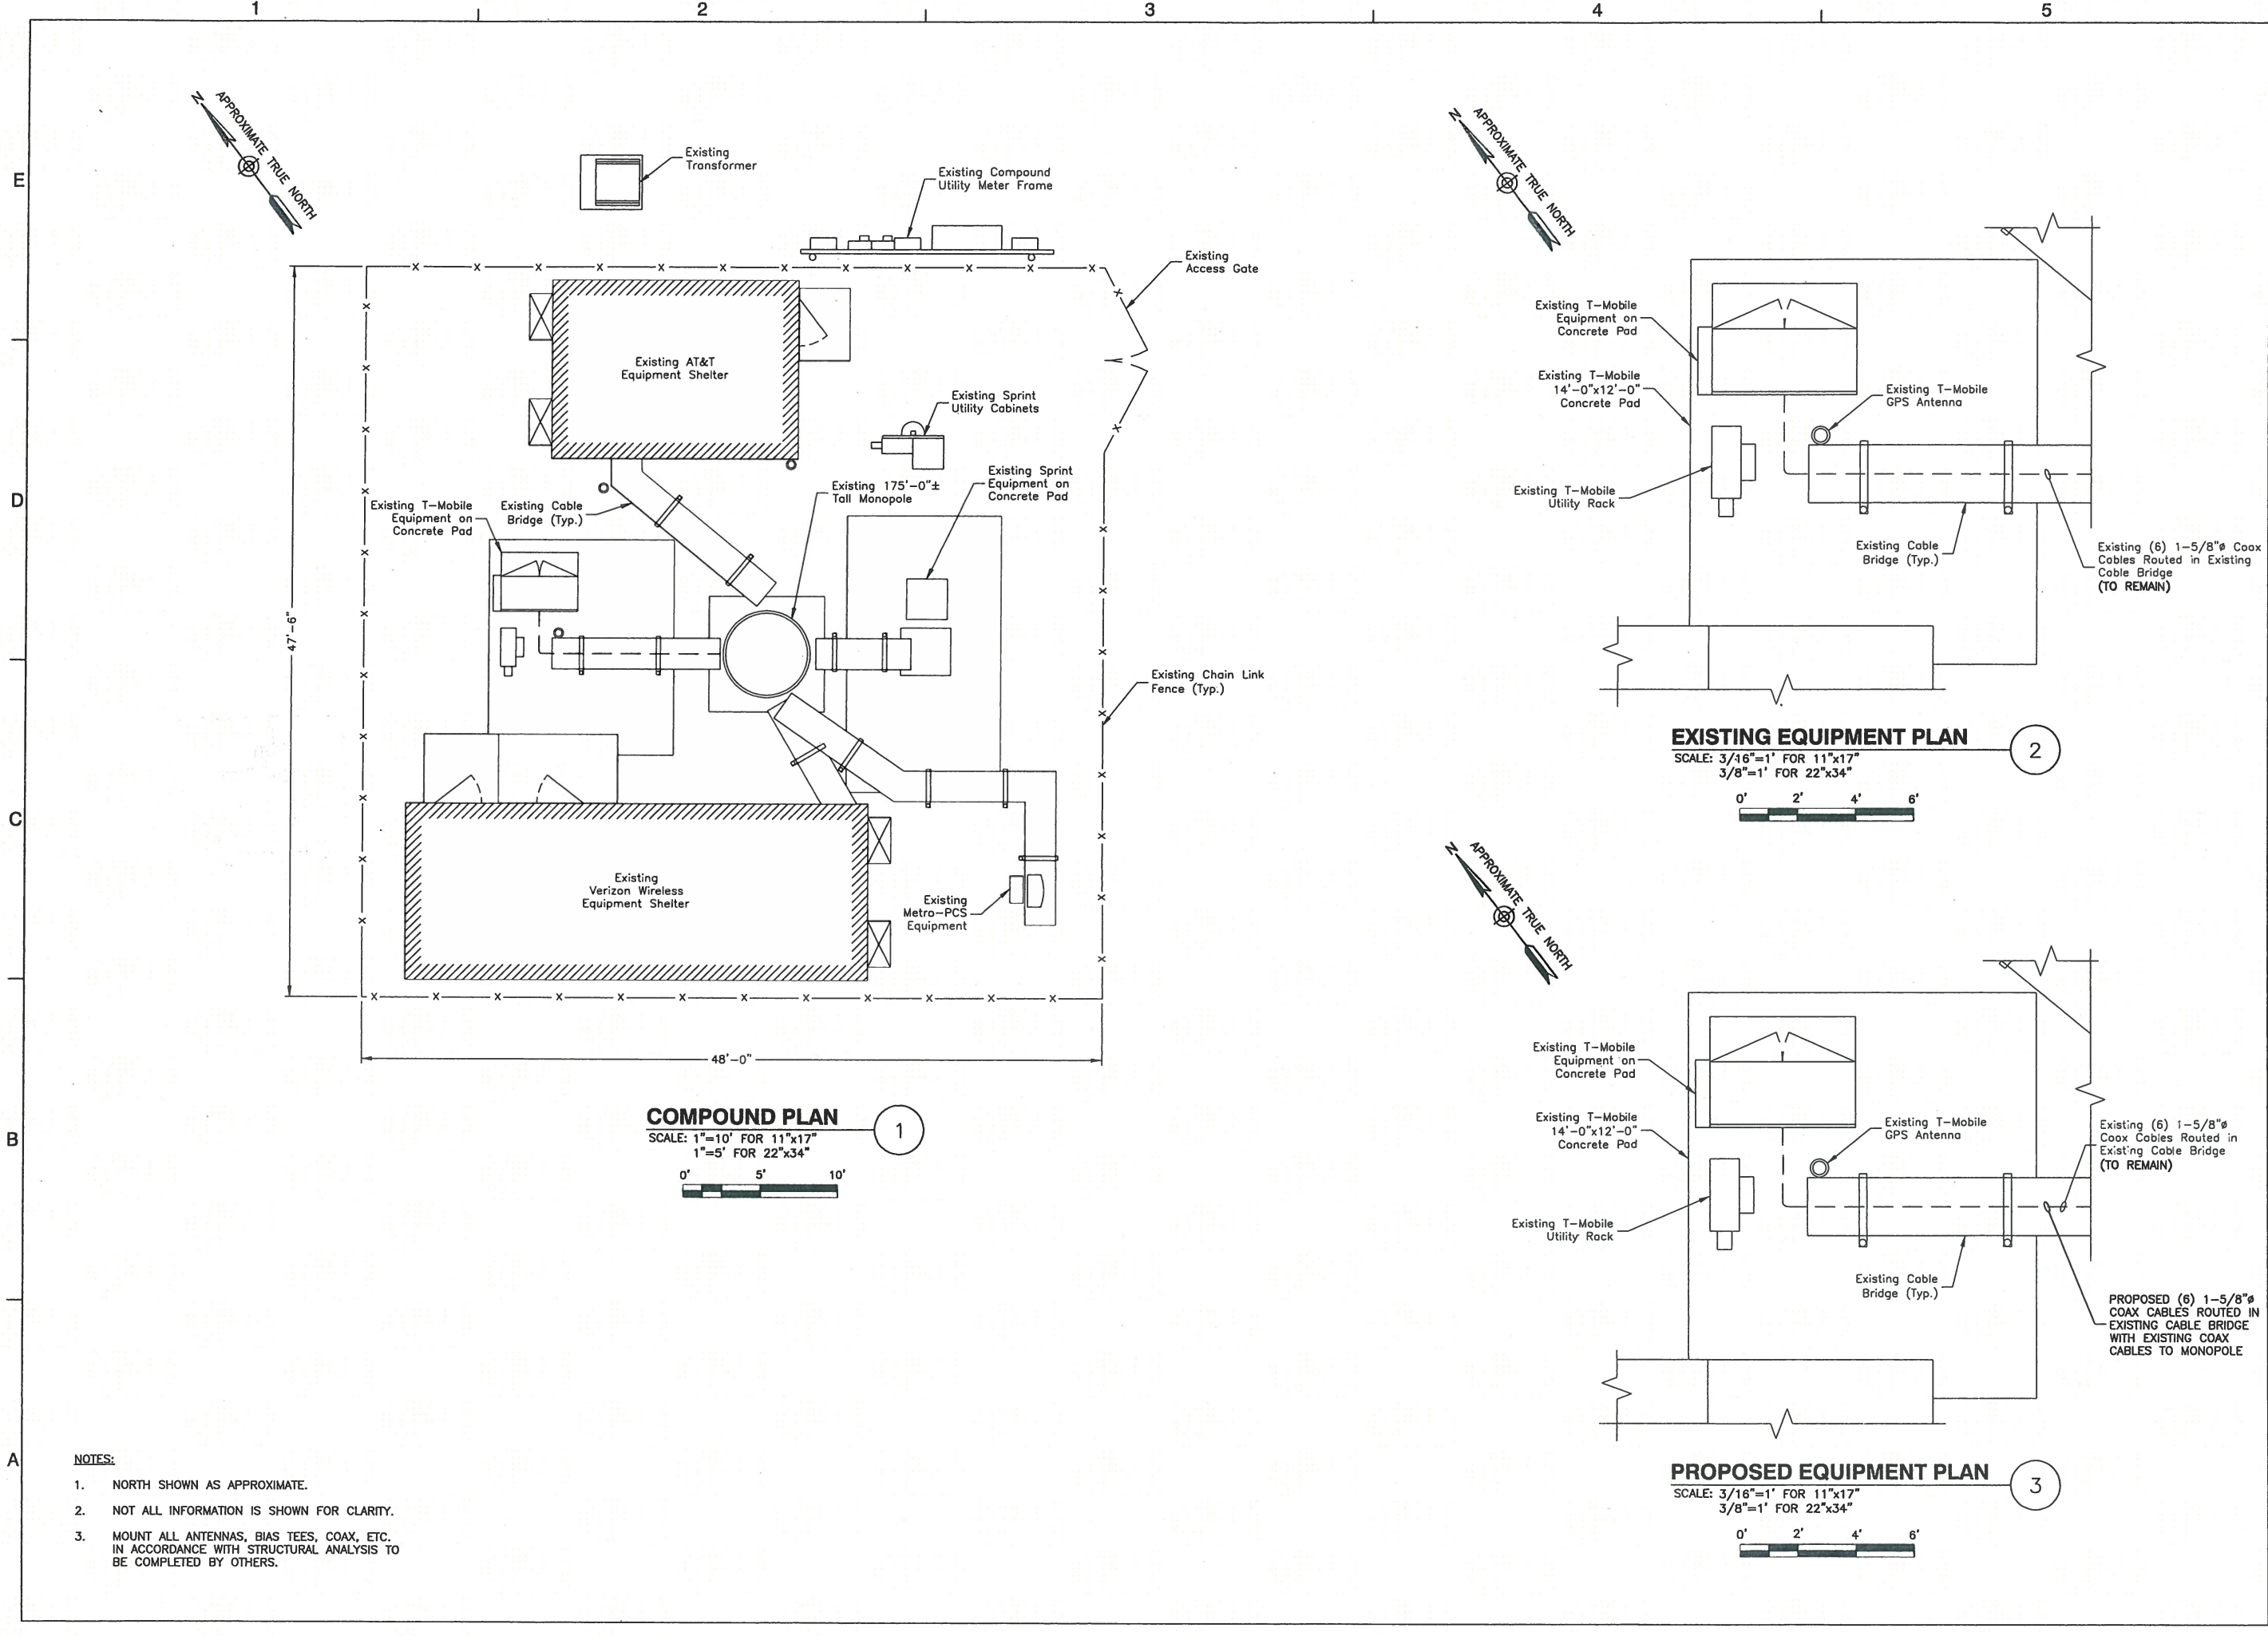 1
2
3
4
5
E
D
C
B
A
N
APPROXIMATE TRUE NORTH
Existing
Transformer
Existing Compound
Utility Meter Frame
Existing
Access Gate
Existing AT&T
Equipment Shelter
Existing Sprint
Utility Cabinets
Existing Sprint
Equipment on
Concrete Pad
Existing 175'-0"±
Tall Monopole
Existing T-Mobile
Equipment on
Concrete Pad
Existing Cable
Bridge (Typ.)
47'-6"
Existing Chain Link
Fence (Typ.)
Existing
Verizon Wireless
Equipment Shelter
Existing
Metro-PCS
Equipment
48'-0"
COMPOUND PLAN
1
SCALE: 1"=10' FOR 11"x17"
1"=5' FOR 22"x34"
0' 5' 10'
NOTES:
1. NORTH SHOWN AS APPROXIMATE.
2. NOT ALL INFORMATION IS SHOWN FOR CLARITY.
3. MOUNT ALL ANTENNAS, BIAS TEES, COAX, ETC.
IN ACCORDANCE WITH STRUCTURAL ANALYSIS TO
BE COMPLETED BY OTHERS.
N
APPROXIMATE TRUE NORTH
Existing T-Mobile
Equipment on
Concrete Pad
Existing T-Mobile
14'-0"x12'-0"
Concrete Pad
Existing T-Mobile
GPS Antenna
Existing T-Mobile
Utility Rack
Existing Cable
Bridge (Typ.)
Existing (6) 1-5/8"ø Coax
Cables Routed in Existing
Cable Bridge
(TO REMAIN)
EXISTING EQUIPMENT PLAN
2
SCALE: 3/16"=1' FOR 11"x17"
3/8"=1' FOR 22"x34"
0' 2' 4' 6'
N
APPROXIMATE TRUE NORTH
Existing T-Mobile
Equipment on
Concrete Pad
Existing T-Mobile
14'-0"x12'-0"
Concrete Pad
Existing T-Mobile
GPS Antenna
Existing (6) 1-5/8"ø
Coax Cables Routed in
Existing Cable Bridge
(TO REMAIN)
Existing T-Mobile
Utility Rack
Existing Cable
Bridge (Typ.)
PROPOSED (6) 1-5/8"ø
COAX CABLES ROUTED IN
EXISTING CABLE BRIDGE
WITH EXISTING COAX
CABLES TO MONOPOLE
PROPOSED EQUIPMENT PLAN
3
SCALE: 3/16"=1' FOR 11"x17"
3/8"=1' FOR 22"x34"
0' 2' 4' 6'